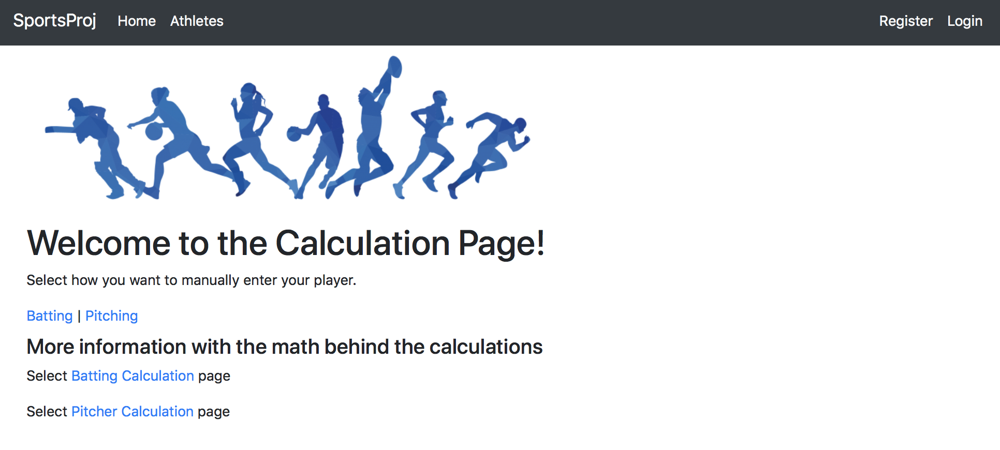 SportsProj Home Athletes Register Login
Welcome to the Calculation Page!
Select how you want to manually enter your player.
Batting | Pitching
More information with the math behind the calculations
Select Batting Calculation page
Select Pitcher Calculation page